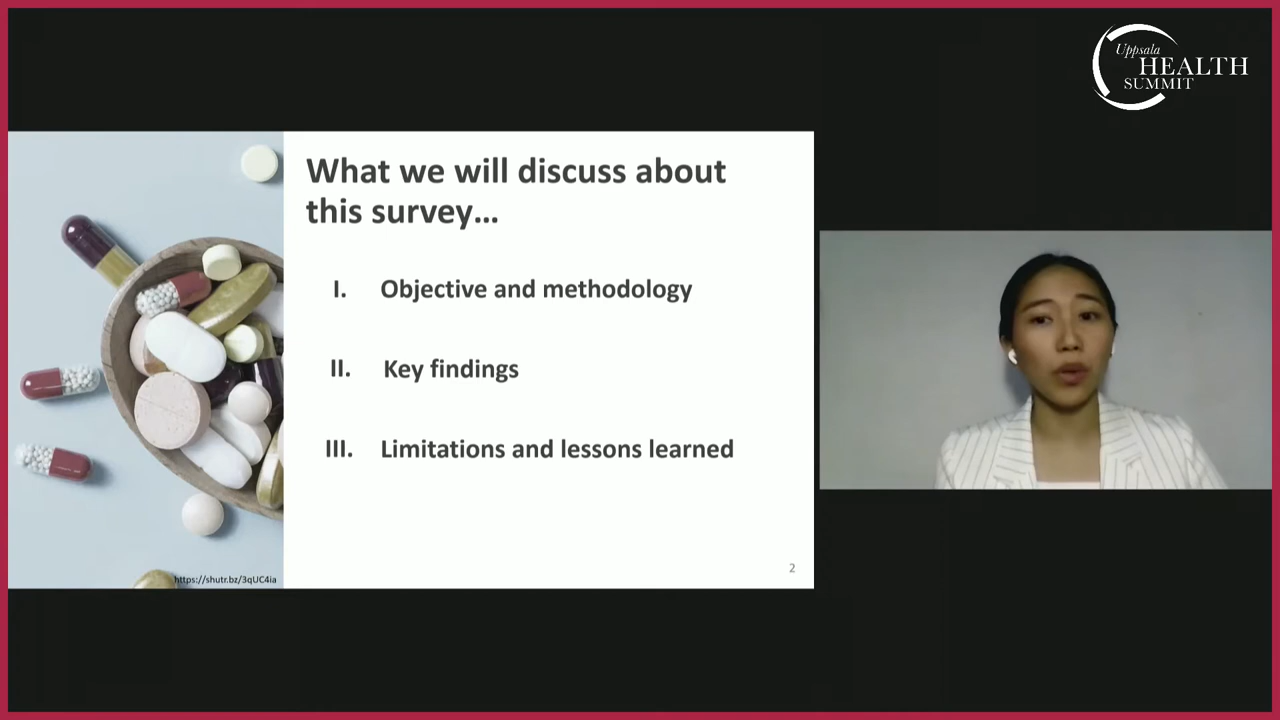 Uppsala
HEALTH
SUMMIT
What we will discuss about
this survey...
I. Objective and methodology
II. Key findings
III. Limitations and lessons learned
https://shutr.bz/3qUC4ia
2